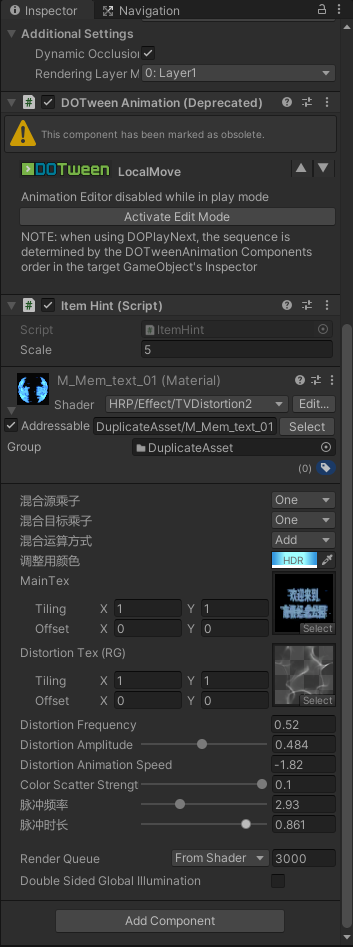 Inspector Navigation
Additional Settings
Dynamic Occlusion
Rendering Layer M 0: Layer1
DOTween Animation (Deprecated)
This component has been marked as obsolete.
DOTween LocalMove
Animation Editor disabled while in play mode
Activate Edit Mode
NOTE: when using DOPlayNext, the sequence is
determined by the DOTweenAnimation Components
order in the target GameObject's Inspector
Item Hint (Script)
Script ItemHint
Scale 5
M_Mem_text_01 (Material)
Shader HRP/Effect/TVDistortion2 Edit...
Addressable DuplicateAsset/M_Mem_text_01 Select
Group DuplicateAsset
(0)
混合源乘子 One
混合目标乘子 One
混合运算方式 Add
调整用颜色 HDR
MainTex
欢迎来到
Tiling X 1 Y 1
Offset X 0 Y 0 Select
Distortion Tex (RG)
Tiling X 1 Y 1
Offset X 0 Y 0 Select
Distortion Frequency 0.52
Distortion Amplitude 0.484
Distortion Animation Speed -1.82
Color Scatter Strengt 0.1
脉冲频率 2.93
脉冲时长 0.861
Render Queue From Shader 3000
Double Sided Global Illumination
Add Component